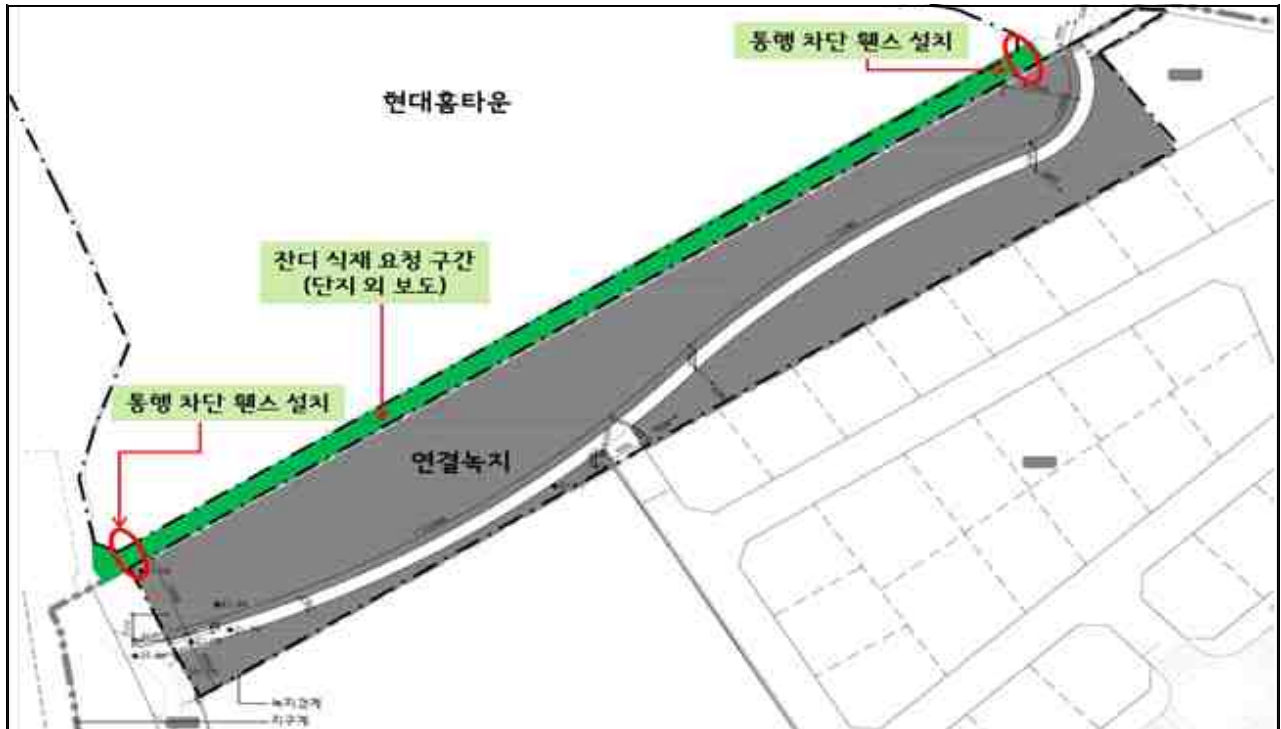 통행 차단 휀스 설치
현대홈타운
잔디 식재 요청 구간
(단지 외 보도)
통행 차단 휀스 설치
연결녹지
녹지경계
지구계